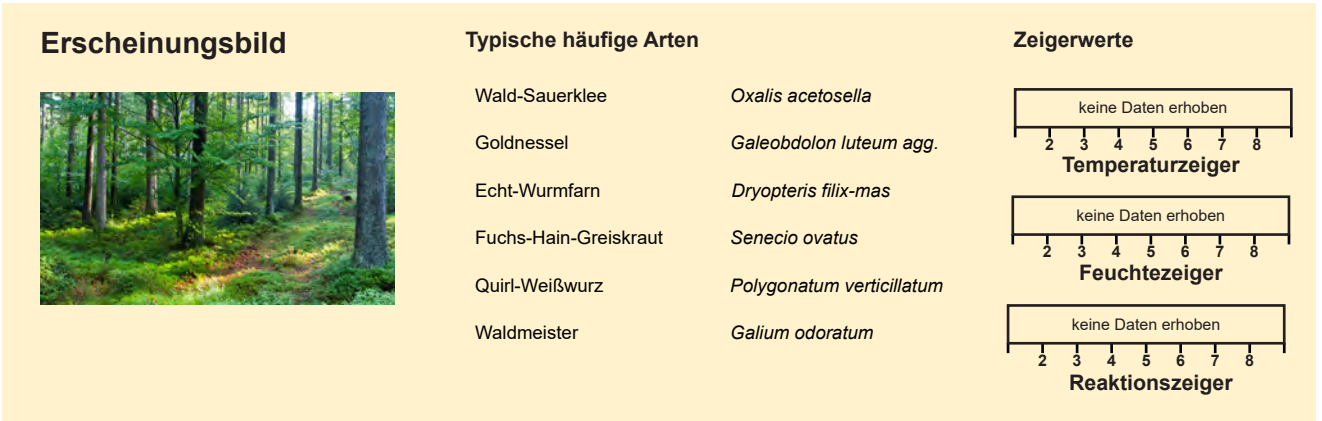 Erscheinungsbild
Typische häufige Arten
Wald-Sauerklee Oxalis acetosella
Goldnessel Galeobdolon luteum agg.
Echt-Wurmfarn Dryopteris filix-mas
Fuchs-Hain-Greiskraut Senecio ovatus
Quirl-Weißwurz Polygonatum verticillatum
Waldmeister Galium odoratum
Zeigerwerte
keine Daten erhoben
2 3 4 5 6 7 8
Temperaturzeiger
keine Daten erhoben
2 3 4 5 6 7 8
Feuchtezeiger
keine Daten erhoben
2 3 4 5 6 7 8
Reaktionszeiger